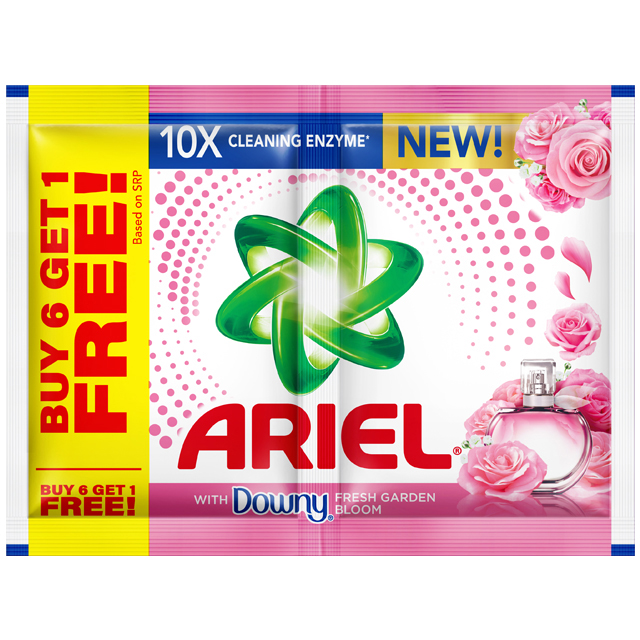 BUY 6 GET 1
FREE!
Based on SRP
BUY 6 GET 1
FREE!
10X CLEANING ENZYME*
NEW!
ARIEL®
WITH Downy® FRESH GARDEN
BLOOM